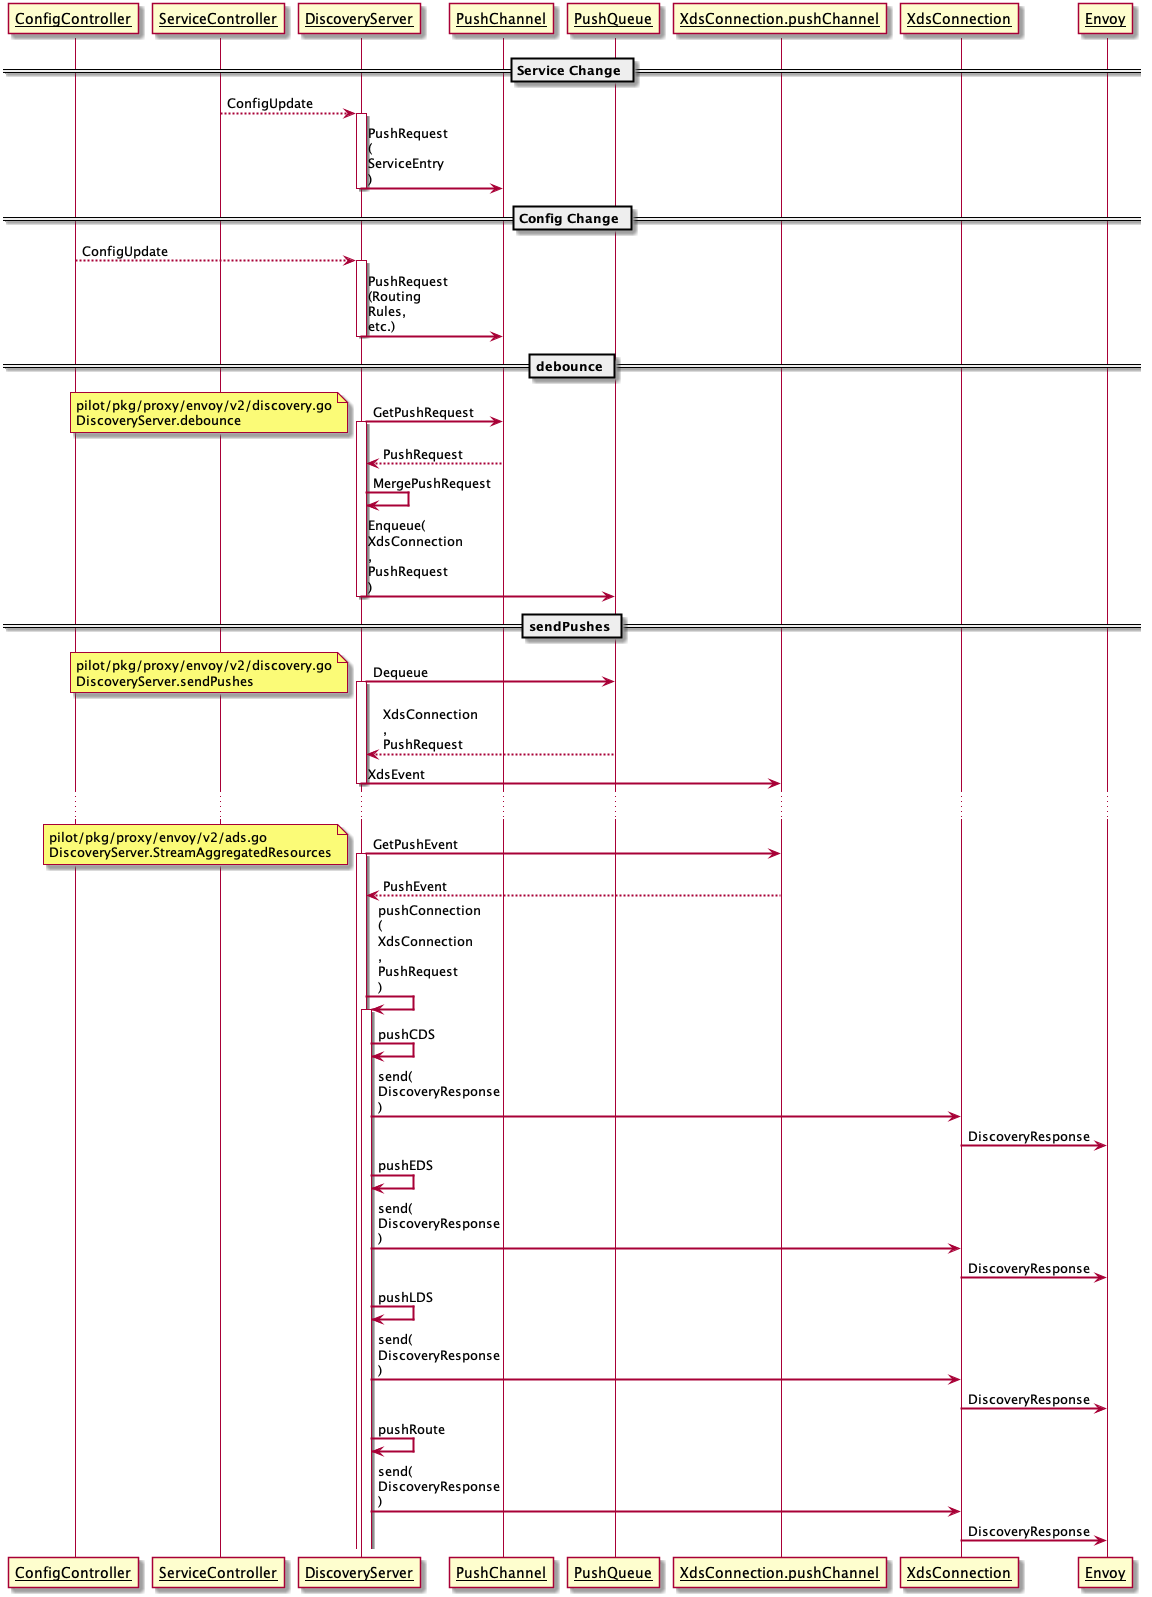 ConfigController
ServiceController
DiscoveryServer
PushChannel
PushQueue
XdsConnection.pushChannel
XdsConnection
Envoy
Service Change
ConfigUpdate
PushRequest
(
ServiceEntry
)
Config Change
ConfigUpdate
PushRequest
(Routing
Rules,
etc.)
debounce
pilot/pkg/proxy/envoy/v2/discovery.go
DiscoveryServer.debounce
GetPushRequest
PushRequest
MergePushRequest
Enqueue(
XdsConnection
,
PushRequest
)
sendPushes
pilot/pkg/proxy/envoy/v2/discovery.go
DiscoveryServer.sendPushes
Dequeue
XdsConnection
,
PushRequest
XdsEvent
pilot/pkg/proxy/envoy/v2/ads.go
DiscoveryServer.StreamAggregatedResources
GetPushEvent
PushEvent
pushConnection
(
XdsConnection
,
PushRequest
)
pushCDS
send(
DiscoveryResponse
)
DiscoveryResponse
pushEDS
send(
DiscoveryResponse
)
DiscoveryResponse
pushLDS
send(
DiscoveryResponse
)
DiscoveryResponse
pushRoute
send(
DiscoveryResponse
)
DiscoveryResponse
ConfigController
ServiceController
DiscoveryServer
PushChannel
PushQueue
XdsConnection.pushChannel
XdsConnection
Envoy